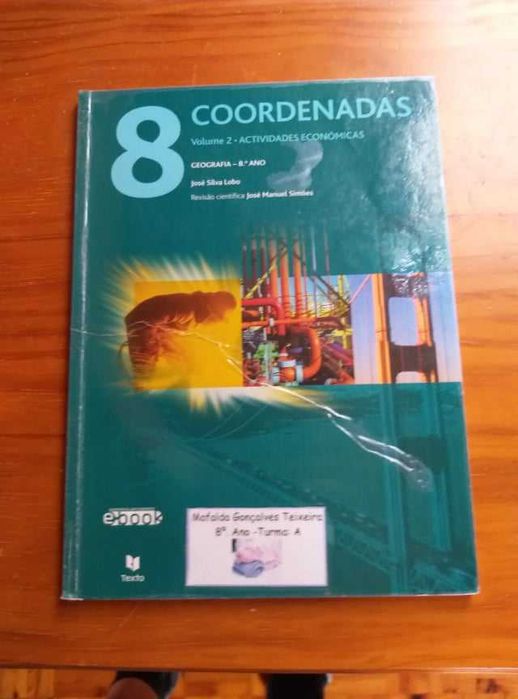 8
COORDENADAS
Volume 2 • ACTIVIDADES ECONÓMICAS
GEOGRAFIA – 8.º ANO
José Silva Lobo
Revisão científica José Manuel Simões
e-book
Texto
Mafalda Gonçalves Teixeira
8º Ano -Turma: A